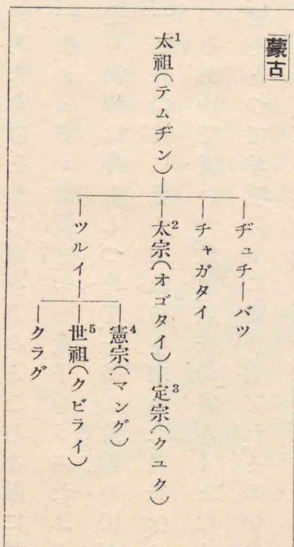 蒙古
太祖¹(テムヂン)
ヂュチ―バツ
チャガタイ
太宗²(オゴタイ)―定宗³(クユク)
ツルイ
憲宗⁴(マング)
世祖⁵(クビライ)
クラグ